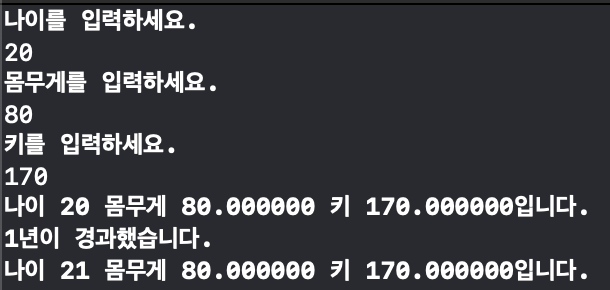 나이를 입력하세요.
20
몸무게를 입력하세요.
80
키를 입력하세요.
170
나이 20 몸무게 80.000000 키 170.000000입니다.
1년이 경과했습니다.
나이 21 몸무게 80.000000 키 170.000000입니다.